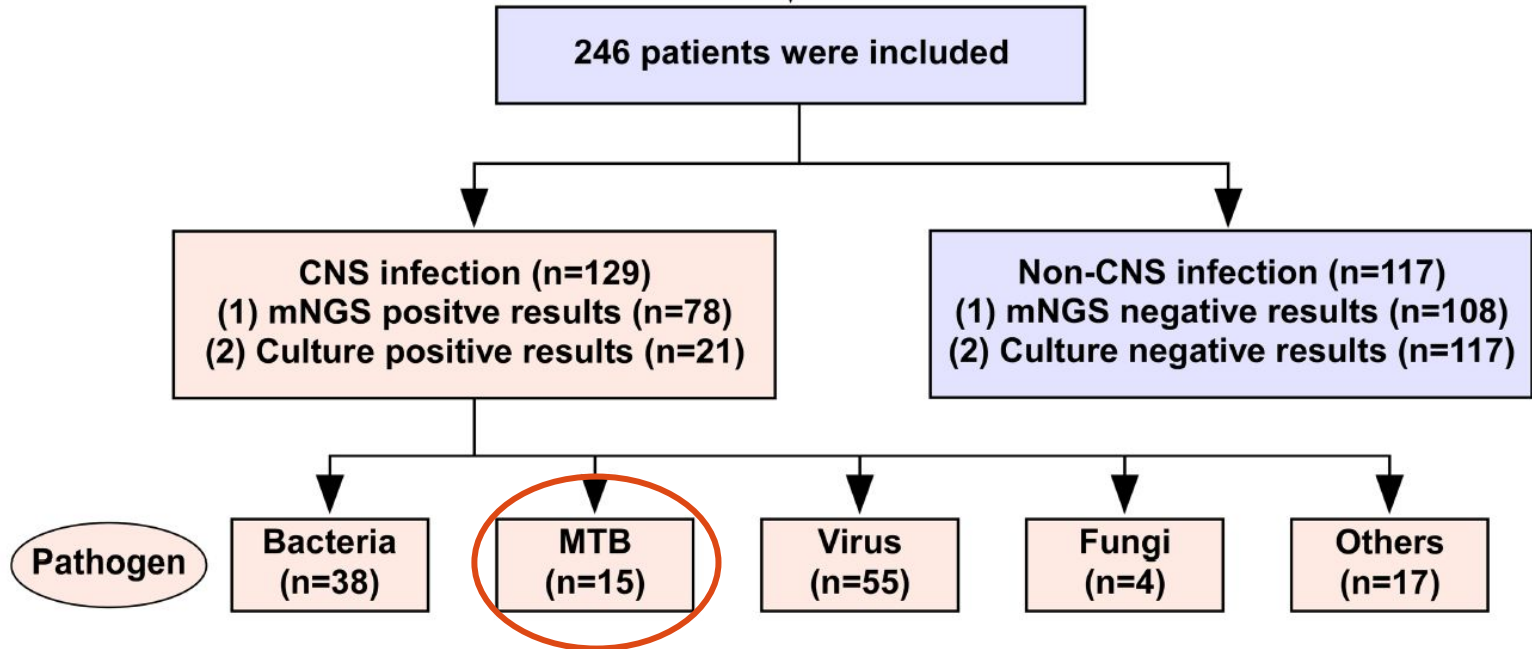 246 patients were included
CNS infection (n=129)
(1) mNGS positve results (n=78)
(2) Culture positive results (n=21)
Non-CNS infection (n=117)
(1) mNGS negative results (n=108)
(2) Culture negative results (n=117)
Pathogen
Bacteria
(n=38)
MTB
(n=15)
Virus
(n=55)
Fungi
(n=4)
Others
(n=17)